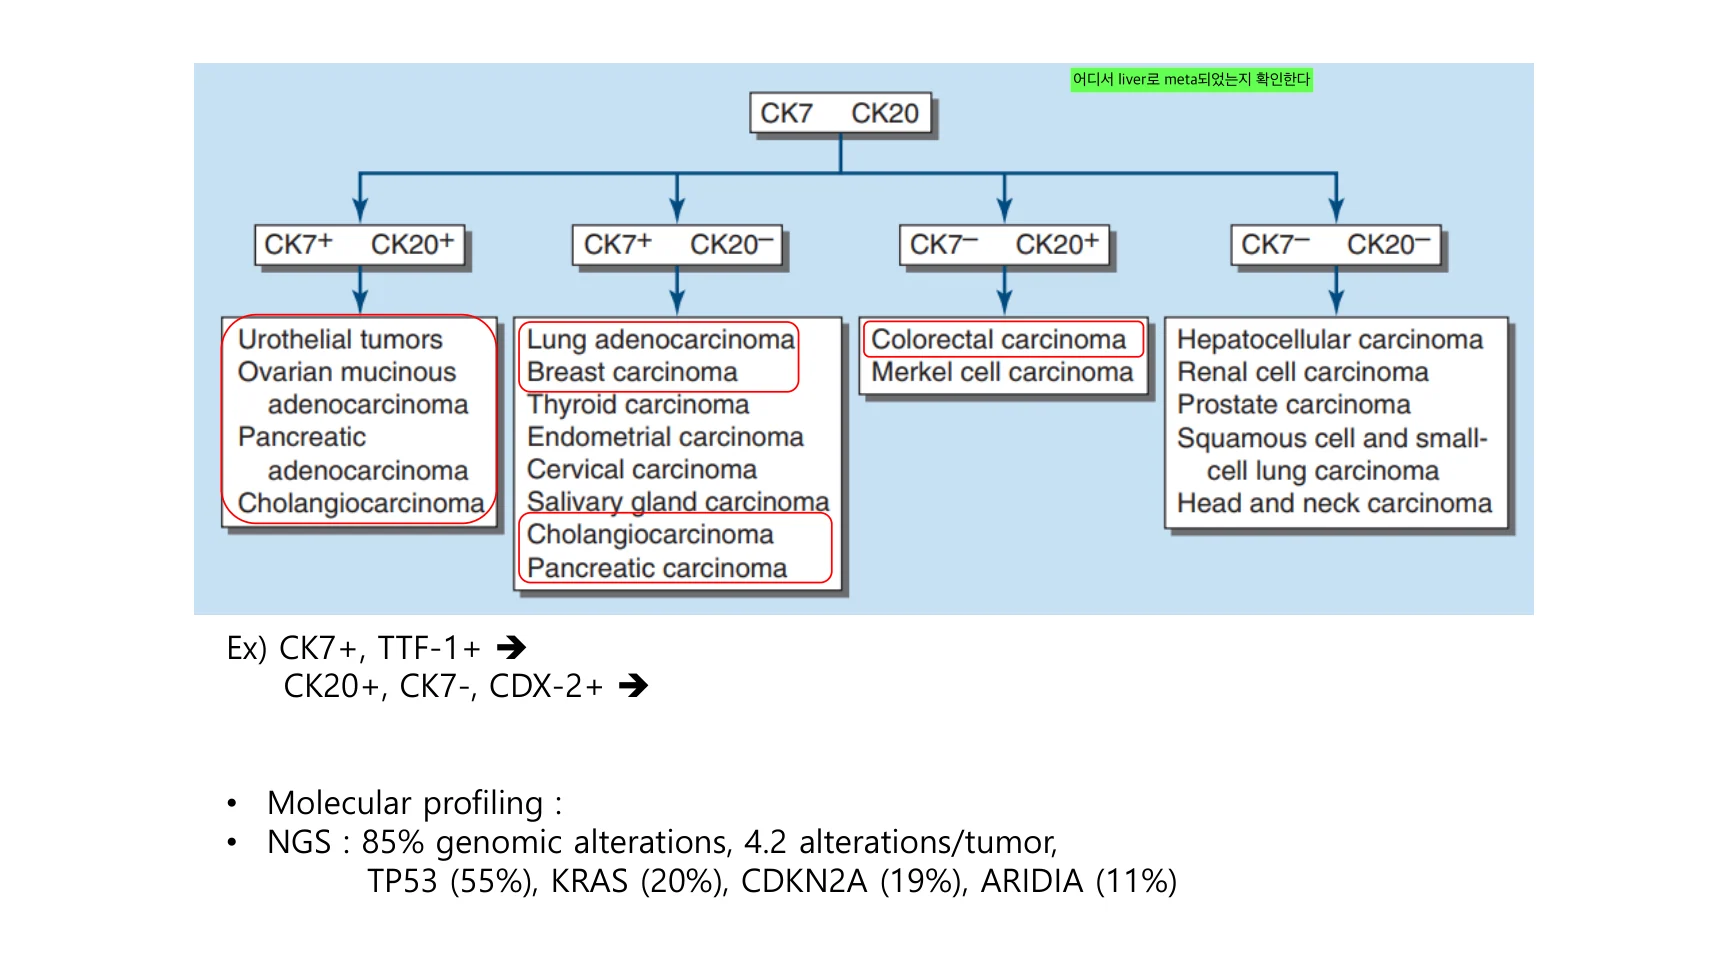 어디서 liver로 meta되었는지 확인한다
CK7 CK20
CK7+ CK20+
CK7+ CK20–
CK7– CK20+
CK7– CK20–
Urothelial tumors
Ovarian mucinous
adenocarcinoma
Pancreatic
adenocarcinoma
Cholangiocarcinoma
Lung adenocarcinoma
Breast carcinoma
Thyroid carcinoma
Endometrial carcinoma
Cervical carcinoma
Salivary gland carcinoma
Cholangiocarcinoma
Pancreatic carcinoma
Colorectal carcinoma
Merkel cell carcinoma
Hepatocellular carcinoma
Renal cell carcinoma
Prostate carcinoma
Squamous cell and small-
cell lung carcinoma
Head and neck carcinoma
Ex) CK7+, TTF-1+ ➔
CK20+, CK7-, CDX-2+ ➔
• Molecular profiling :
• NGS : 85% genomic alterations, 4.2 alterations/tumor,
TP53 (55%), KRAS (20%), CDKN2A (19%), ARIDIA (11%)